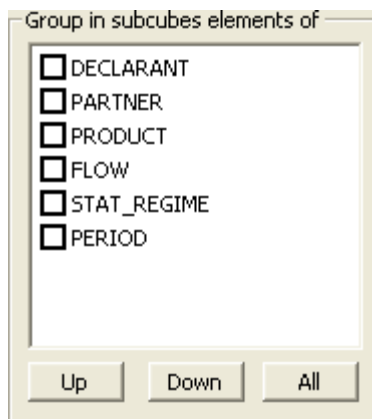 Group in subcubes elements of
DECLARANT
PARTNER
PRODUCT
FLOW
STAT_REGIME
PERIOD
Up Down All